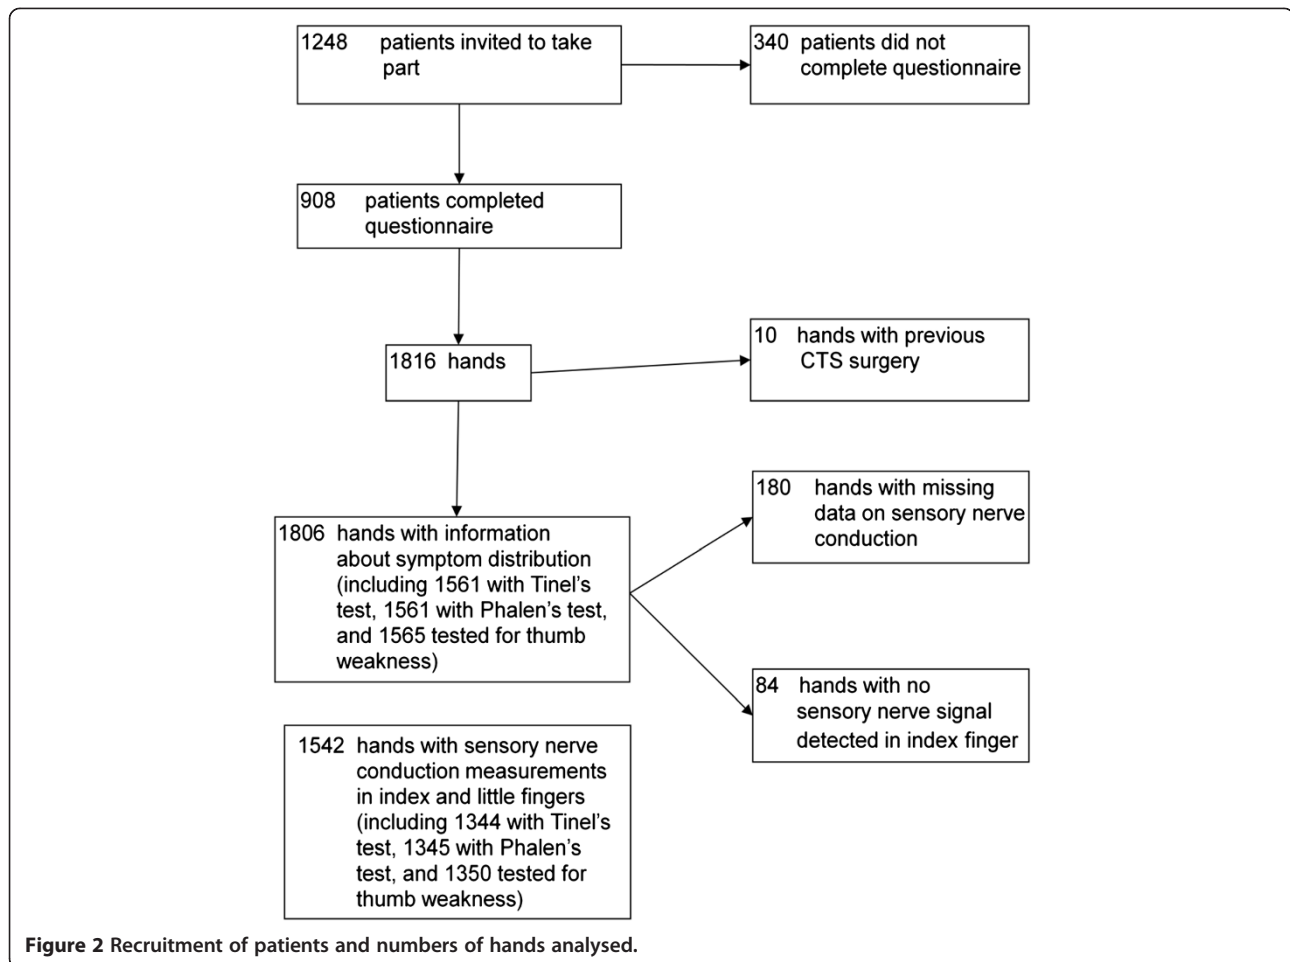 1248 patients invited to take
part
340 patients did not
complete questionnaire
908 patients completed
questionnaire
1816 hands
10 hands with previous
CTS surgery
1806 hands with information
about symptom distribution
(including 1561 with Tinel's
test, 1561 with Phalen's test,
and 1565 tested for thumb
weakness)
180 hands with missing
data on sensory nerve
conduction
84 hands with no
sensory nerve signal
detected in index finger
1542 hands with sensory nerve
conduction measurements
in index and little fingers
(including 1344 with Tinel's
test, 1345 with Phalen's
test, and 1350 tested for
thumb weakness)
Figure 2 Recruitment of patients and numbers of hands analysed.